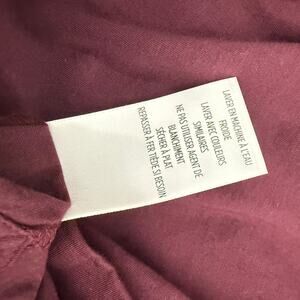 LAVER EN MACHINE À L'EAU
FROIDE
LAVER AVEC COULEURS
SIMILAIRES
NE PAS UTILISER AGENT DE
BLANCHIMENT
SÉCHER À PLAT
REPASSER À FER TIÈDE SI BESOIN